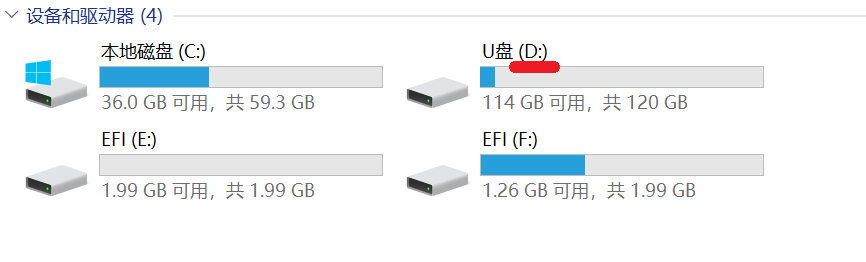 设备和驱动器 (4)
本地磁盘 (C:)
36.0 GB 可用，共 59.3 GB
U盘 (D:)
114 GB 可用，共 120 GB
EFI (E:)
1.99 GB 可用，共 1.99 GB
EFI (F:)
1.26 GB 可用，共 1.99 GB